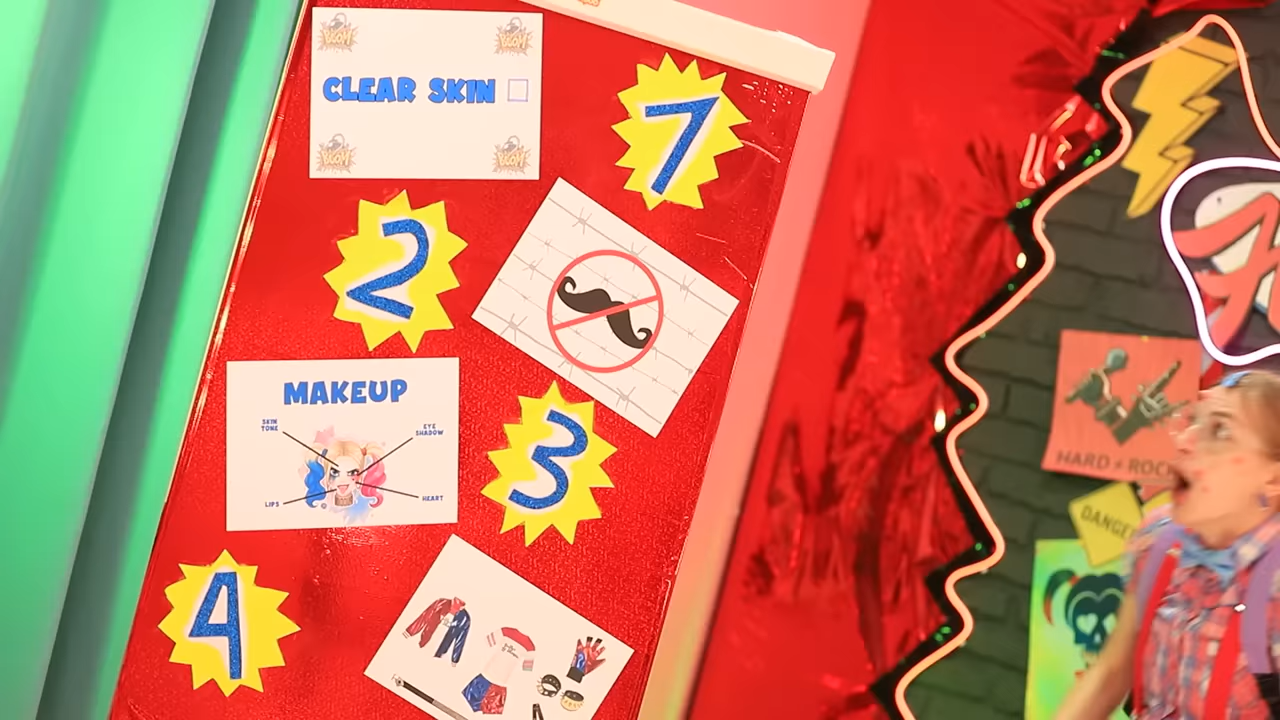 BOOM
BOOM
CLEAR SKIN
BOOM
BOOM
1
2
MAKEUP
SKIN
TONE
EYE
SHADOW
LIPS
HEART
3
4
HARD ROCK
DANGER